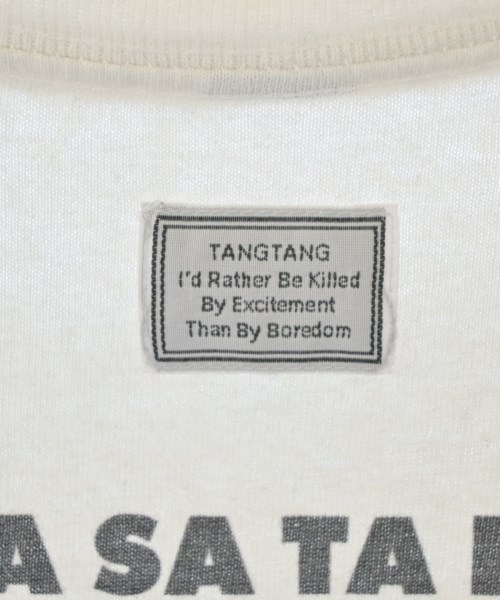 TANGTANG
I'd Rather Be Killed
By Excitement
Than By Boredom
A SA TA